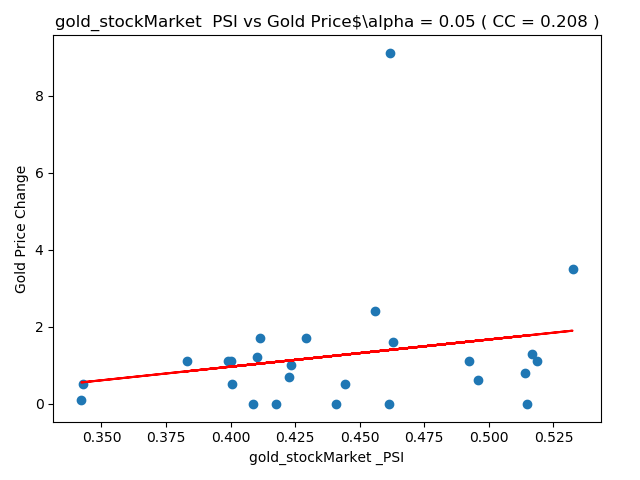 gold_stockMarket  PSI vs Gold Price$\alpha = 0.05 ( CC = 0.208 )
8
6
4
2
0
Gold Price Change
0.350 0.375 0.400 0.425 0.450 0.475 0.500 0.525
gold_stockMarket _PSI